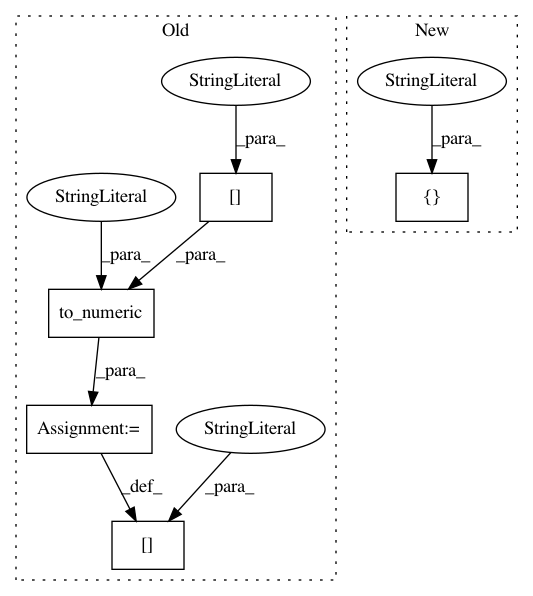 Old
New
StringLiteral
StringLiteral
_para_
_para_
StringLiteral
[]
{}
_para_
_para_
to_numeric
_para_
Assignment:=
StringLiteral
_def_
_para_
[]